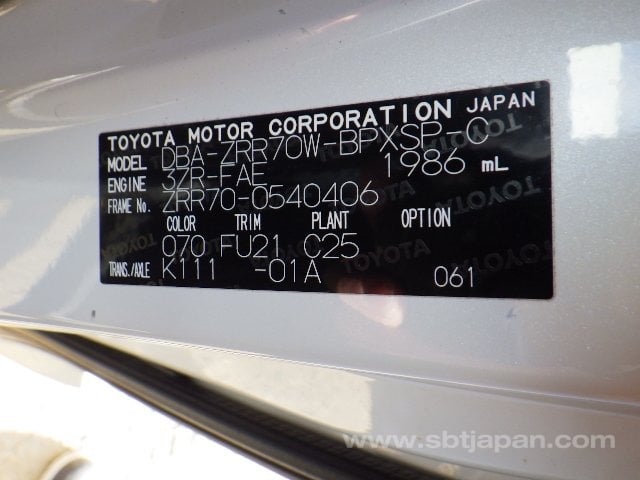 TOYOTA MOTOR CORPORATION JAPAN
MODEL DBA-ZRR70W-BPXSP-C
ENGINE 3ZR-FAE 1986 mL
FRAME No. ZRR70-0540406
COLOR TRIM PLANT OPTION
070 FU21 C25
TRANS./AXLE K111 -01A 061
www.sbtjapan.com